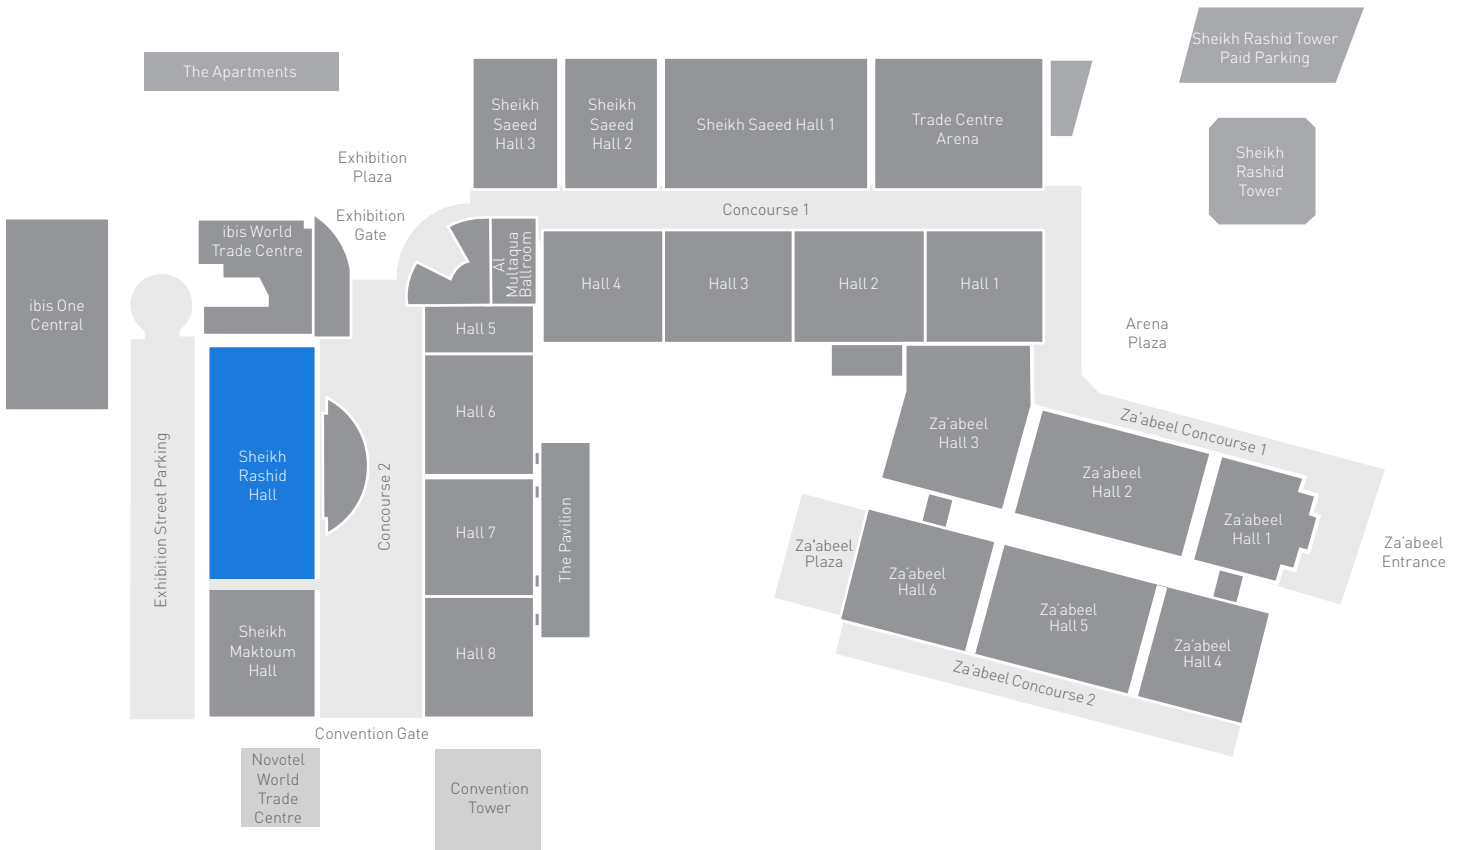 Sheikh Rashid Tower
Paid Parking
The Apartments
Sheikh
Saeed
Hall 3
Sheikh
Saeed
Hall 2
Sheikh Saeed Hall 1
Trade Centre
Arena
Sheikh
Rashid
Tower
Exhibition
Plaza
Exhibition
Gate
Concourse 1
ibis World
Trade Centre
Al
Multaqua
Ballroom
Hall 4
Hall 3
Hall 2
Hall 1
ibis One
Central
Hall 5
Arena
Plaza
Hall 6
Za'abeel
Hall 3
Za'abeel Concourse 1
Sheikh
Rashid
Hall
Exhibition Street Parking
Concourse 2
Za'abeel
Hall 2
Hall 7
The Pavilion
Za'abeel
Hall 1
Za'abeel
Plaza
Za'abeel
Entrance
Za'abeel
Hall 6
Za'abeel
Hall 5
Sheikh
Maktoum
Hall
Hall 8
Za'abeel
Hall 4
Za'abeel Concourse 2
Convention Gate
Novotel
World
Trade
Centre
Convention
Tower